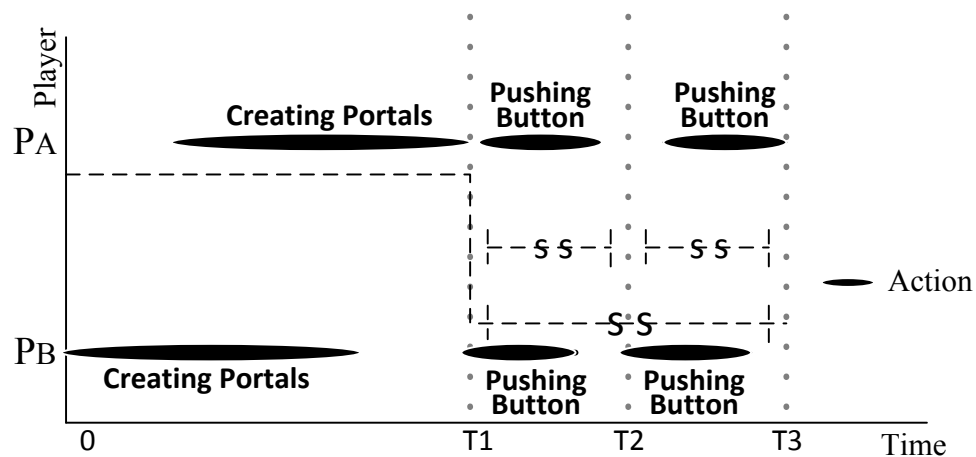 Player
Pushing
Button
Pushing
Button
Creating Portals
PA
S S
S S
Action
S S
PB
Creating Portals
Pushing
Button
Pushing
Button
0
T1
T2
T3
Time